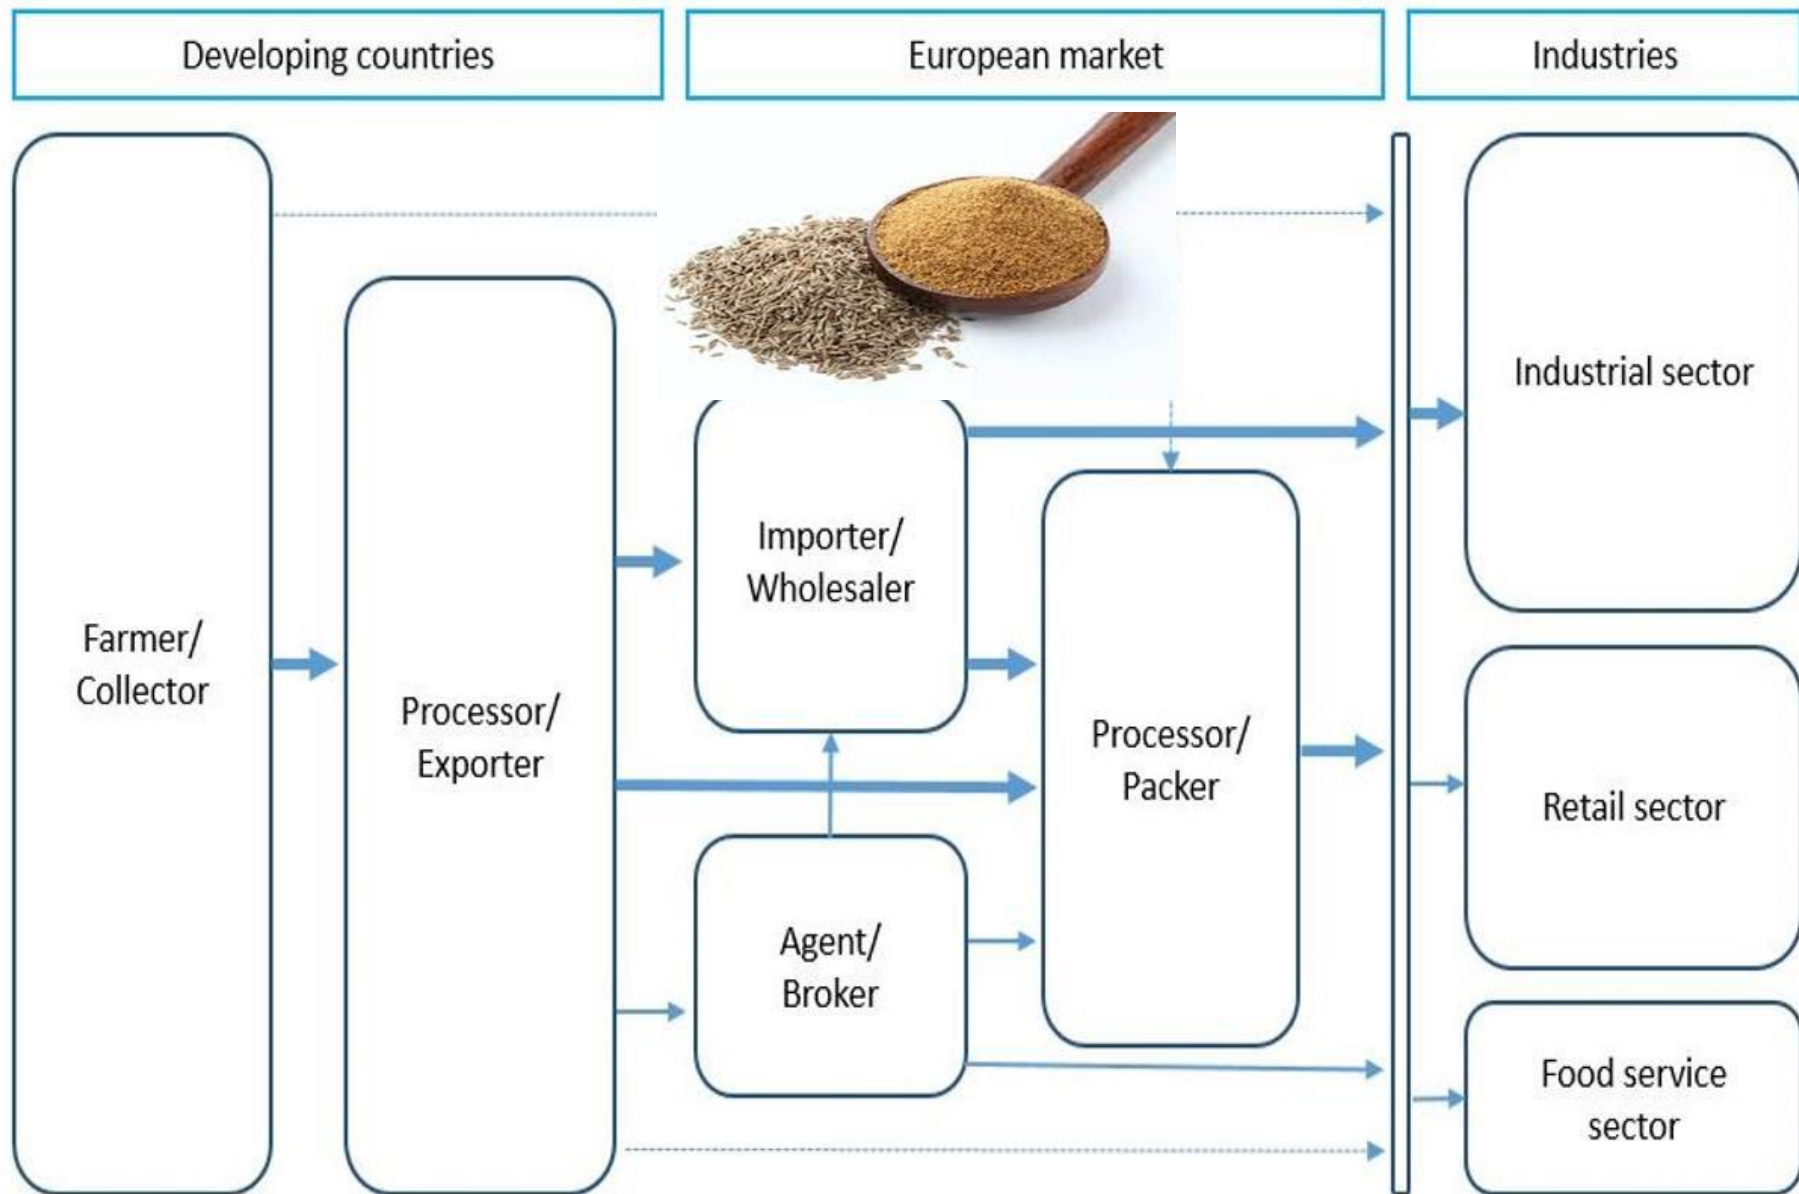 Developing countries
European market
Industries
Farmer/
Collector
Processor/
Exporter
Importer/
Wholesaler
Agent/
Broker
Processor/
Packer
Industrial sector
Retail sector
Food service
sector